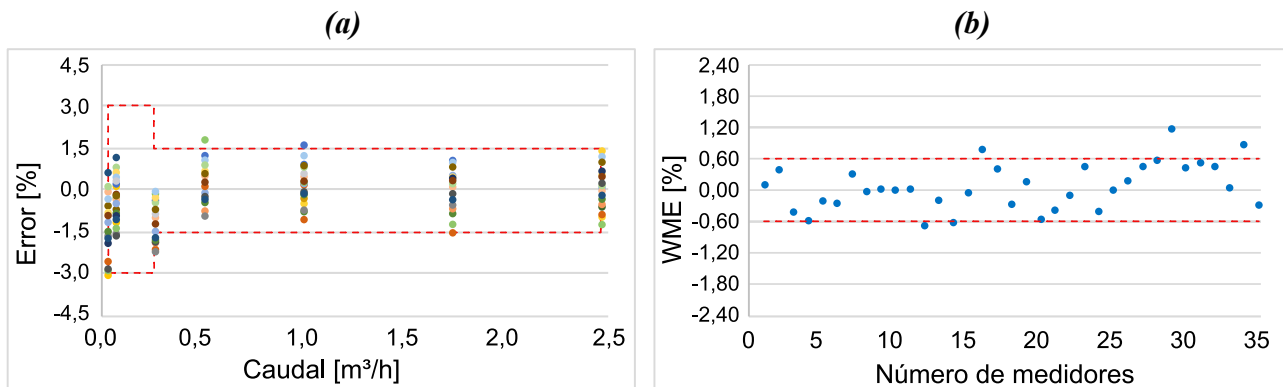 (a)
4,5
3,0
1,5
0,0
-1,5
-3,0
-4,5
Error [%]
0,0 0,5 1,0 1,5 2,0 2,5
Caudal [m³/h]
(b)
2,40
1,80
1,20
0,60
0,00
-0,60
-1,20
-1,80
-2,40
WME [%]
0 5 10 15 20 25 30 35
Número de medidores